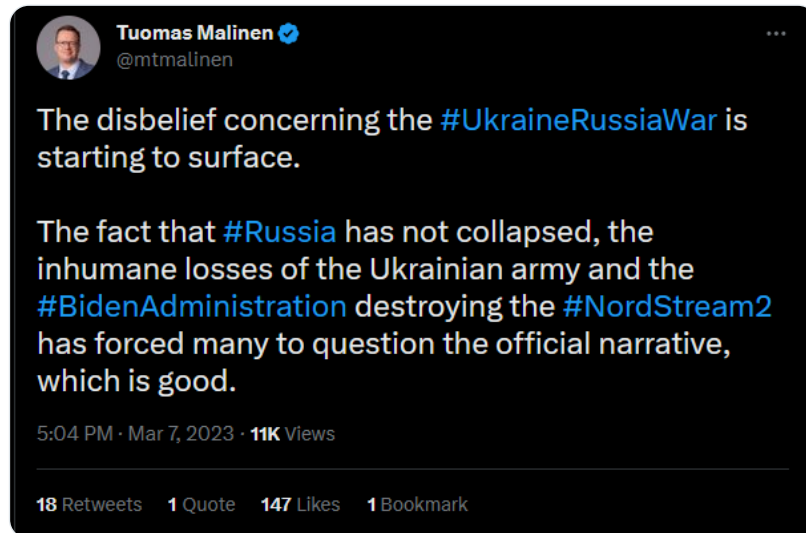 Tuomas Malinen
@mtmalinen
The disbelief concerning the #UkraineRussiaWar is
starting to surface.
The fact that #Russia has not collapsed, the
inhumane losses of the Ukrainian army and the
#BidenAdministration destroying the #NordStream2
has forced many to question the official narrative,
which is good.
5:04 PM · Mar 7, 2023 · 11K Views
18 Retweets 1 Quote 147 Likes 1 Bookmark